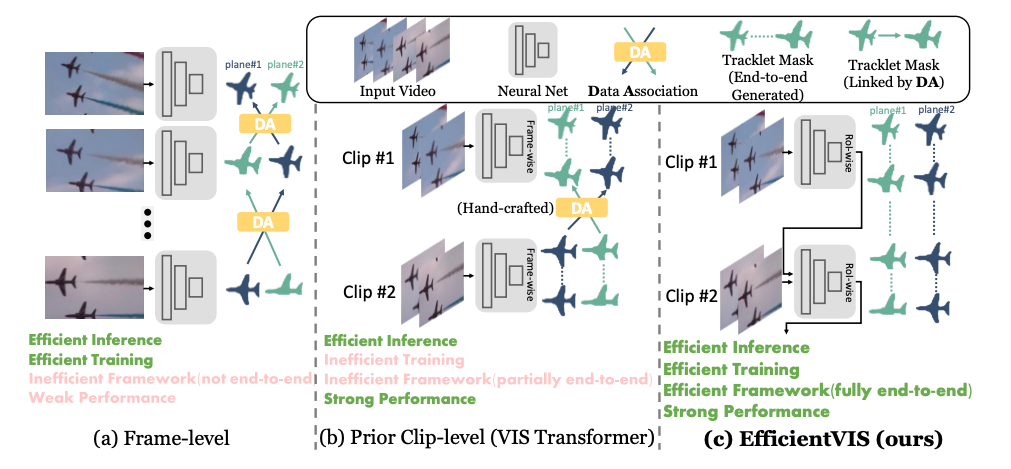 Input Video
Neural Net
DA
Data Association
Tracklet Mask
(End-to-end
Generated)
Tracklet Mask
(Linked by DA)
plane#1
plane#2
DA
DA
Efficient Inference
Efficient Training
Inefficient Framework(not end-to-end
Weak Performance
(a) Frame-level
plane#1
plane#2
Clip #1
Frame-wise
(Hand-crafted)
DA
Clip #2
Frame-wise
Efficient Inference
Inefficient Training
Inefficient Framework(partially end-to-end)
Strong Performance
(b) Prior Clip-level (VIS Transformer)
plane#1
plane#2
Clip #1
RoI-wise
Clip #2
RoI-wise
Efficient Inference
Efficient Training
Efficient Framework(fully end-to-end)
Strong Performance
(c) EfficientVIS (ours)